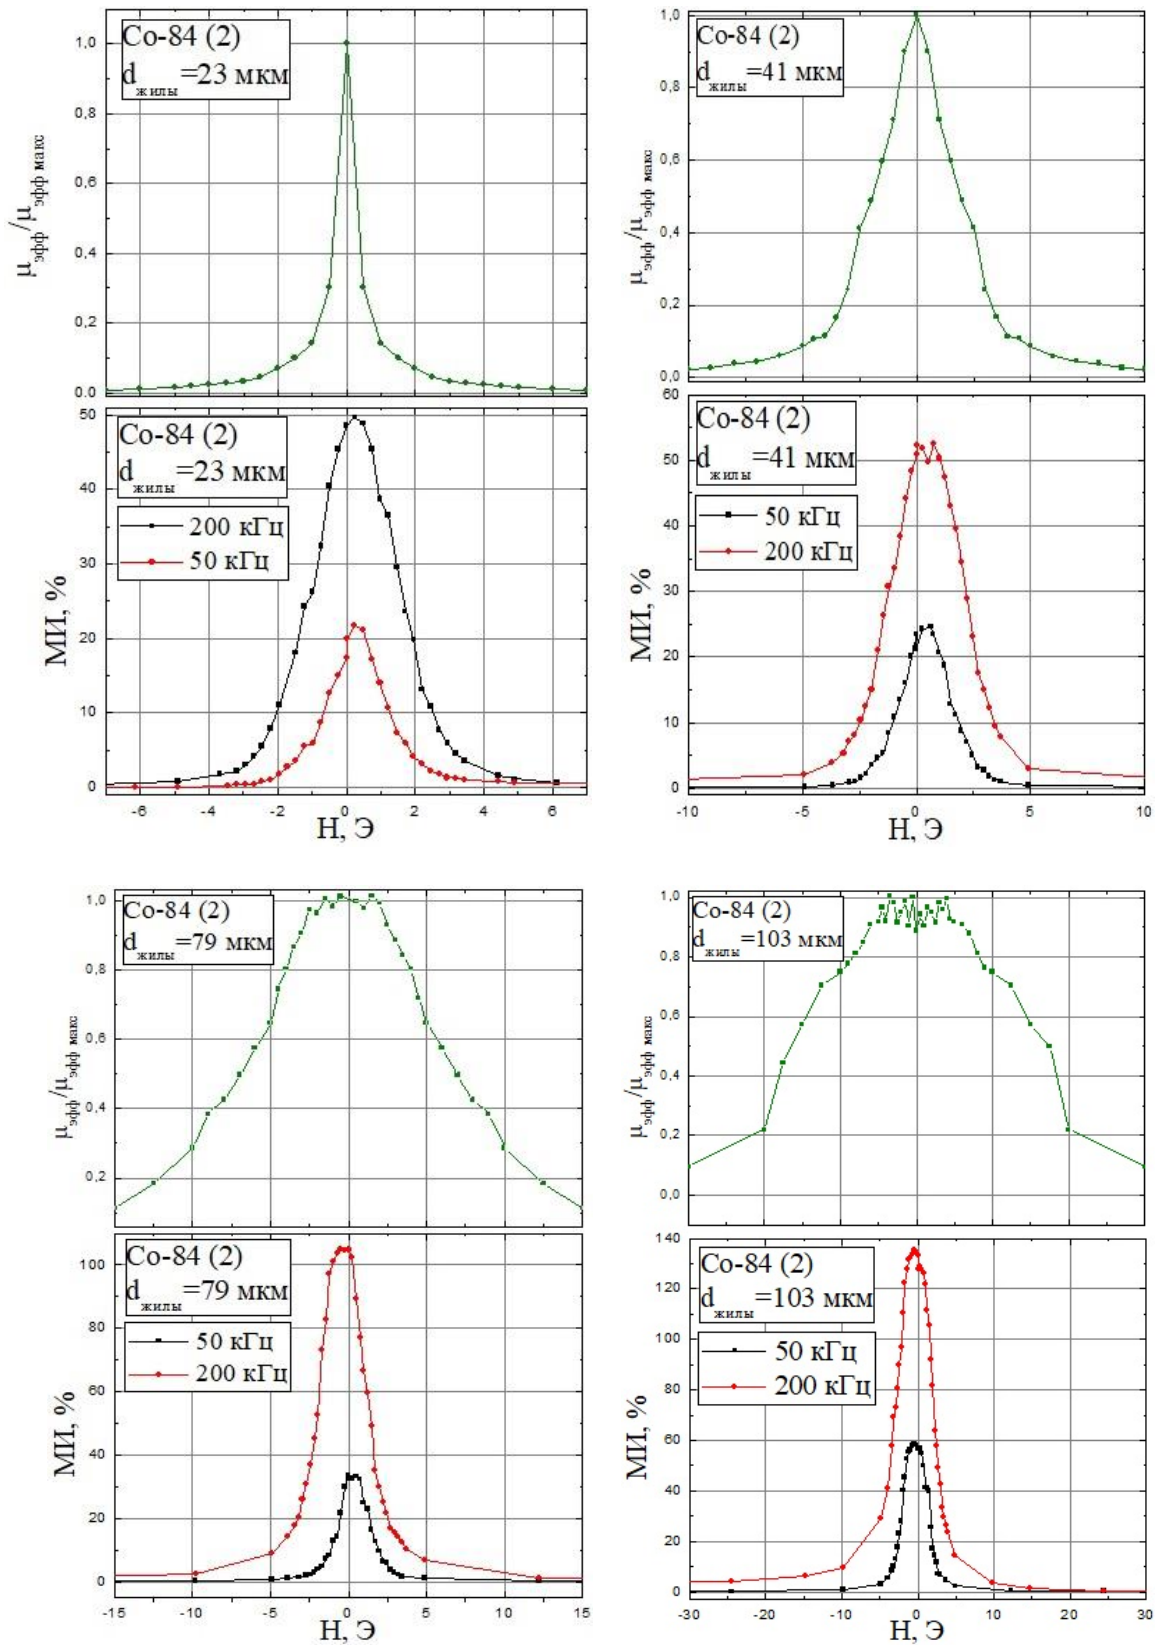 Co-84 (2)
dжилы=23 мкм
μэфф/μэфф макс
1,0
0,8
0,6
0,4
0,2
0,0
Co-84 (2)
dжилы=41 мкм
μэфф/μэфф макс
1,0
0,8
0,6
0,4
0,2
0,0
Co-84 (2)
dжилы=23 мкм
200 кГц
50 кГц
МИ, %
50
40
30
20
10
0
-6 -4 -2 0 2 4 6
Н, Э
Co-84 (2)
dжилы=41 мкм
50 кГц
200 кГц
МИ, %
60
50
40
30
20
10
0
-10 -5 0 5 10
Н, Э
Co-84 (2)
dжилы=79 мкм
μэфф/μэфф макс
1,0
0,8
0,6
0,4
0,2
Co-84 (2)
dжилы=103 мкм
μэфф/μэфф макс
1,0
0,8
0,6
0,4
0,2
0,0
Co-84 (2)
dжилы=79 мкм
50 кГц
200 кГц
МИ, %
100
80
60
40
20
0
-15 -10 -5 0 5 10 15
Н, Э
Co-84 (2)
dжилы=103 мкм
50 кГц
200 кГц
МИ, %
140
120
100
80
60
40
20
0
-30 -20 -10 0 10 20 30
Н, Э